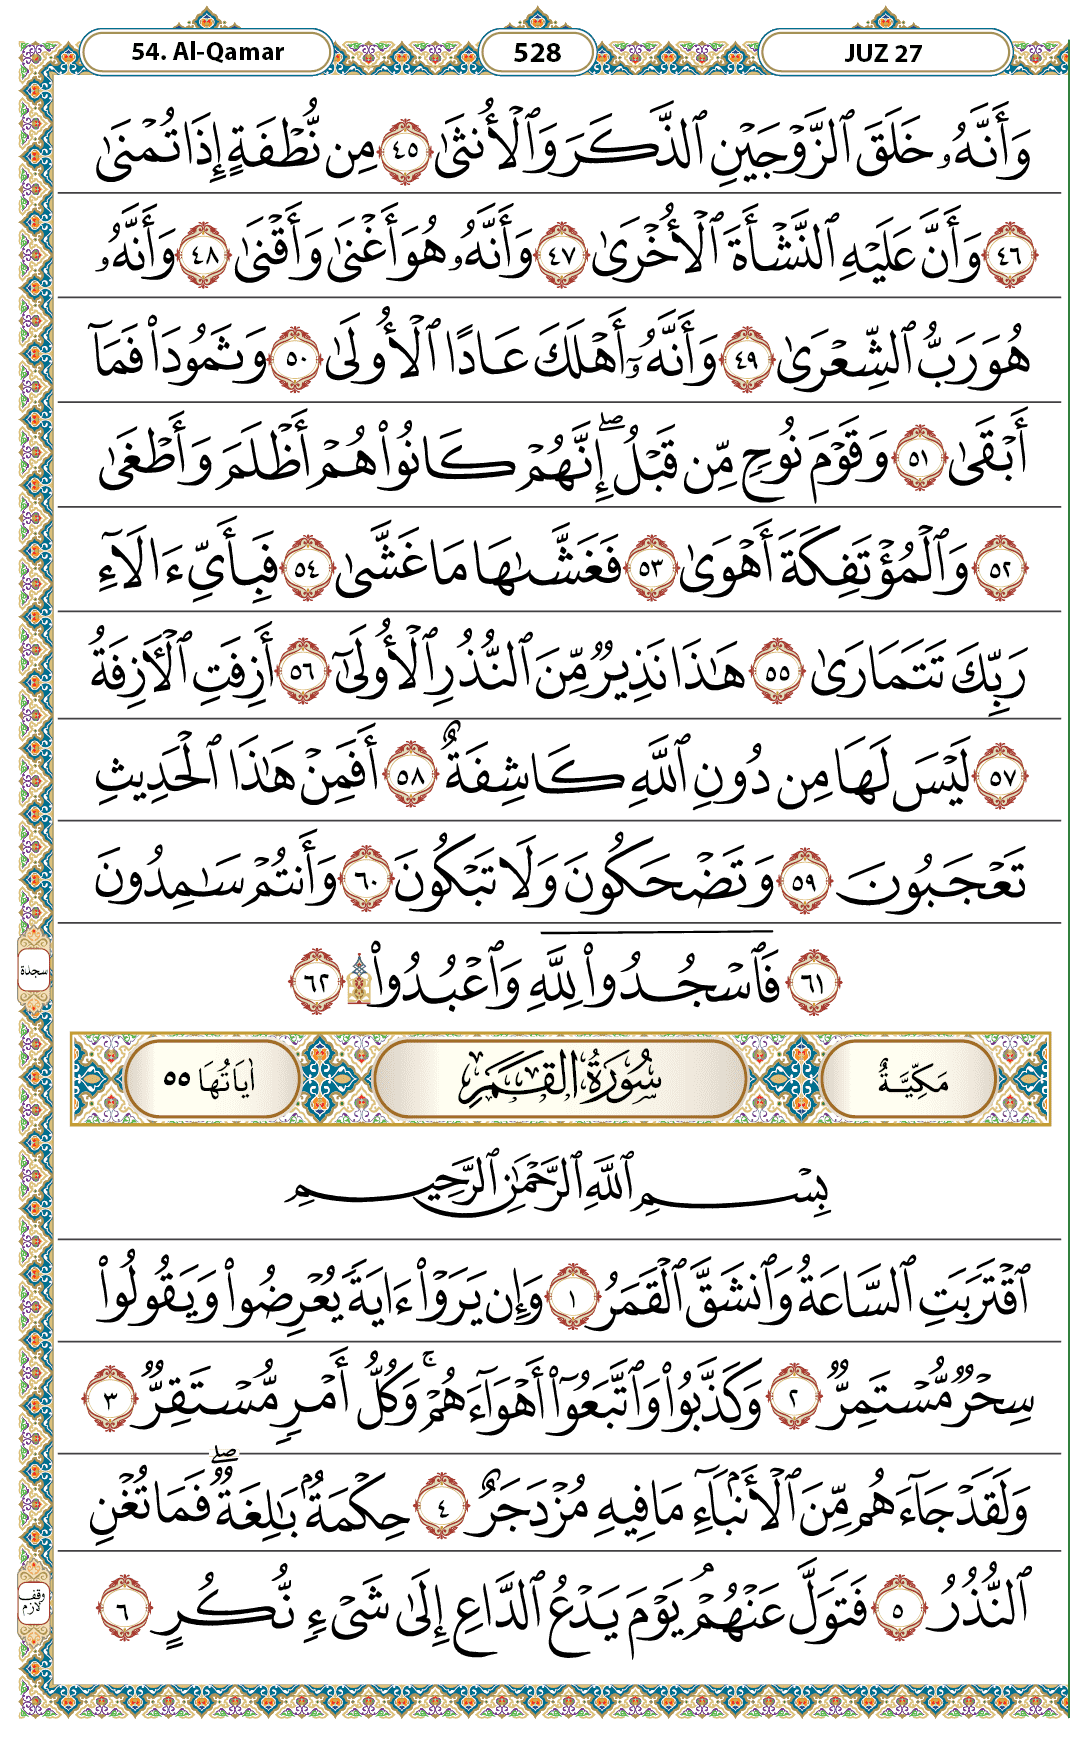 54. Al-Qamar 528 JUZ 27
وَأَنَّهُۥ خَلَقَ ٱلزَّوْجَيْنِ ٱلذَّكَرَ وَٱلْأُنثَىٰ ٤٥ مِن نُّطْفَةٍ إِذَا تُمْنَىٰ
٤٦ وَأَنَّ عَلَيْهِ ٱلنَّشْأَةَ ٱلْأُخْرَىٰ ٤٧ وَأَنَّهُۥ هُوَ أَغْنَىٰ وَأَقْنَىٰ ٤٨ وَأَنَّهُۥ
هُوَ رَبُّ ٱلشِّعْرَىٰ ٤٩ وَأَنَّهُۥٓ أَهْلَكَ عَادًا ٱلْأُولَىٰ ٥٠ وَثَمُودَا۟ فَمَآ
أَبْقَىٰ ٥١ وَقَوْمَ نُوحٍ مِّن قَبْلُ ۖ إِنَّهُمْ كَانُوا۟ هُمْ أَظْلَمَ وَأَطْغَىٰ
٥٢ وَٱلْمُؤْتَفِكَةَ أَهْوَىٰ ٥٣ فَغَشَّىٰهَا مَا غَشَّىٰ ٥٤ فَبِأَىِّ ءَالَآءِ
رَبِّكَ تَتَمَارَىٰ ٥٥ هَٰذَا نَذِيرٌ مِّنَ ٱلنُّذُرِ ٱلْأُولَىٰٓ ٥٦ أَزِفَتِ ٱلْءَازِفَةُ
٥٧ لَيْسَ لَهَا مِن دُونِ ٱللَّهِ كَاشِفَةٌ ٥٨ أَفَمِنْ هَٰذَا ٱلْحَدِيثِ
تَعْجَبُونَ ٥٩ وَتَضْحَكُونَ وَلَا تَبْكُونَ ٦٠ وَأَنتُمْ سَٰمِدُونَ
٦١ فَٱسْجُدُوا۟ لِلَّهِ وَٱعْبُدُوا۟ ۩ ٦٢
سجدة
مَكِّيَّةٌ سُورَةُ القَمَرِ اٰيَاتُهَا ٥٥
بِسْمِ ٱللَّهِ ٱلرَّحْمَٰنِ ٱلرَّحِيمِ
ٱقْتَرَبَتِ ٱلسَّاعَةُ وَٱنشَقَّ ٱلْقَمَرُ ١ وَإِن يَرَوْا۟ ءَايَةً يُعْرِضُوا۟ وَيَقُولُوا۟
سِحْرٌ مُّسْتَمِرٌّ ٢ وَكَذَّبُوا۟ وَٱتَّبَعُوٓا۟ أَهْوَآءَهُمْ ۚ وَكُلُّ أَمْرٍ مُّسْتَقِرٌّ ٣
وَلَقَدْ جَآءَهُم مِّنَ ٱلْأَنۢبَآءِ مَا فِيهِ مُزْدَجَرٌ ٤ حِكْمَةٌۢ بَٰلِغَةٌ ۖ فَمَا تُغْنِ
ٱلنُّذُرُ ٥ فَتَوَلَّ عَنْهُمْ ۘ يَوْمَ يَدْعُ ٱلدَّاعِ إِلَىٰ شَىْءٍ نُّكُرٍ ٦
وقف لازم